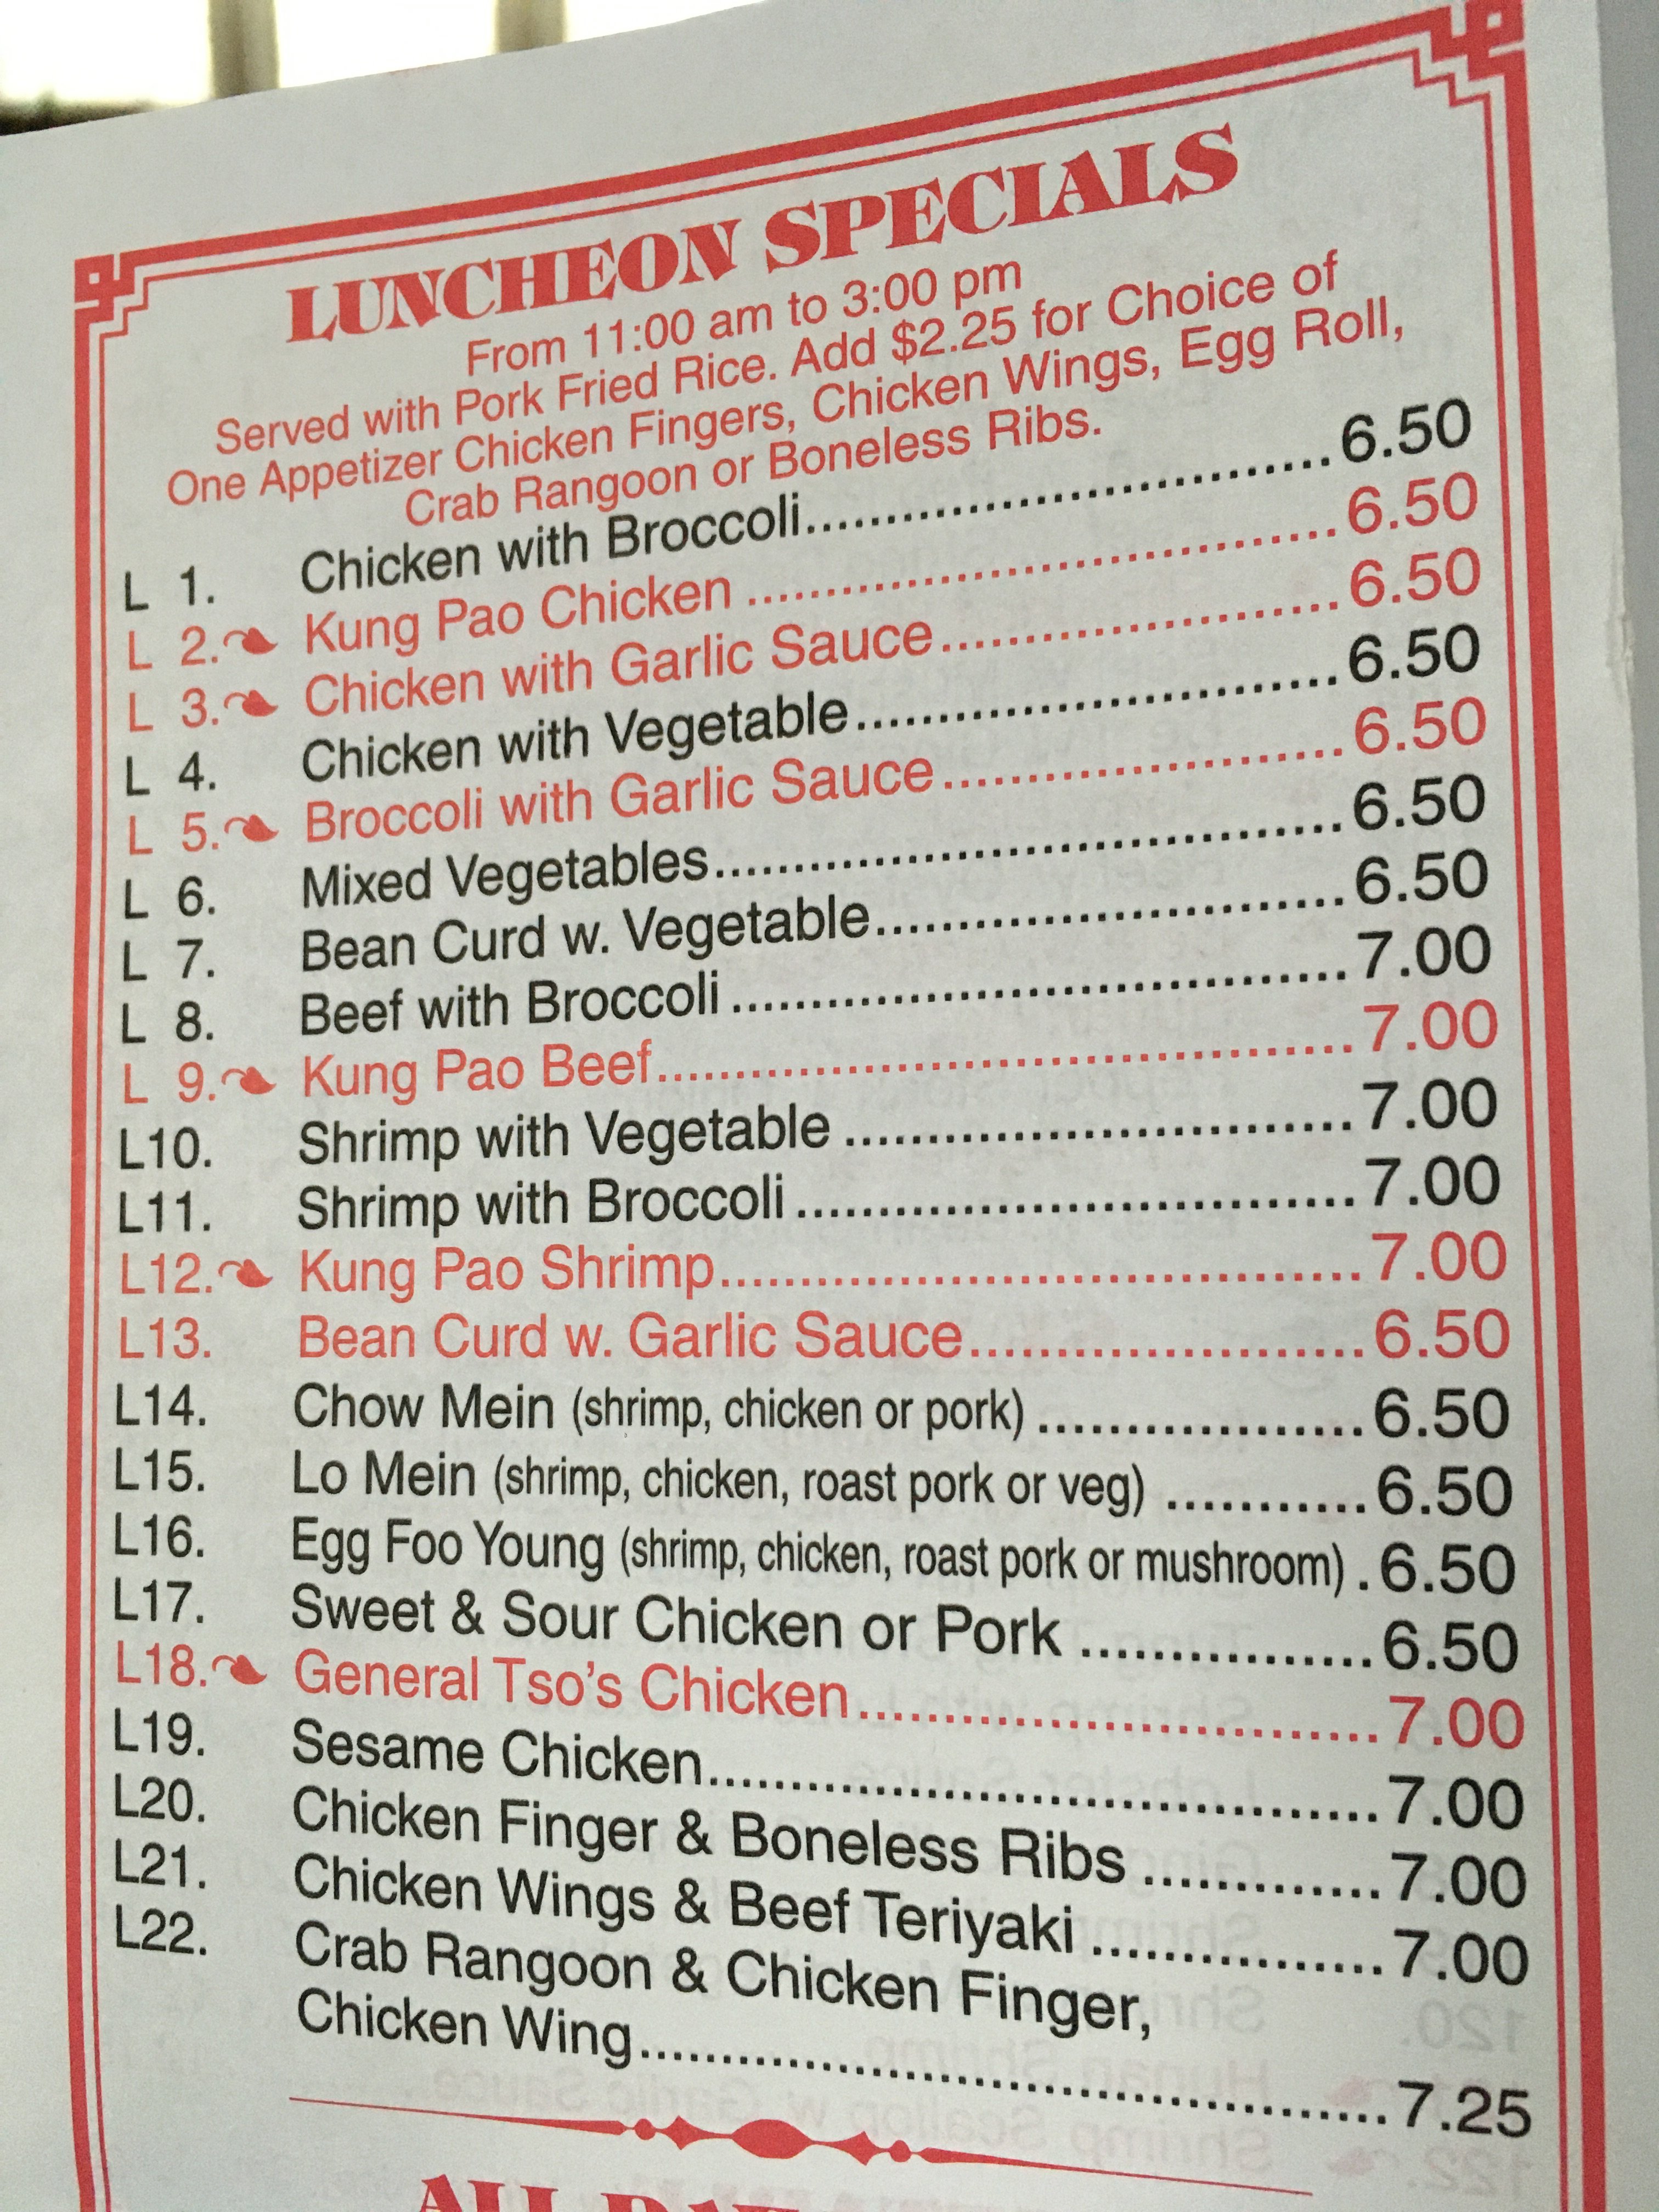 LUNCHEON SPECIALS
From 11:00 am to 3:00 pm
Served with Pork Fried Rice. Add $2.25 for Choice of
One Appetizer Chicken Fingers, Chicken Wings, Egg Roll,
Crab Rangoon or Boneless Ribs.
L 1. Chicken with Broccoli..............................6.50
L 2. Kung Pao Chicken ..............................6.50
L 3. Chicken with Garlic Sauce....................6.50
L 4. Chicken with Vegetable.........................6.50
L 5. Broccoli with Garlic Sauce....................6.50
L 6. Mixed Vegetables.................................6.50
L 7. Bean Curd w. Vegetable........................6.50
L 8. Beef with Broccoli ................................7.00
L 9. Kung Pao Beef....................................7.00
L10. Shrimp with Vegetable ..........................7.00
L11. Shrimp with Broccoli .............................7.00
L12. Kung Pao Shrimp.................................7.00
L13. Bean Curd w. Garlic Sauce....................6.50
L14. Chow Mein (shrimp, chicken or pork) .................6.50
L15. Lo Mein (shrimp, chicken, roast pork or veg) ...........6.50
L16. Egg Foo Young (shrimp, chicken, roast pork or mushroom) .6.50
L17. Sweet & Sour Chicken or Pork ...............6.50
L18. General Tso's Chicken..........................7.00
L19. Sesame Chicken..................................7.00
L20. Chicken Finger & Boneless Ribs ............7.00
L21. Chicken Wings & Beef Teriyaki ...............7.00
L22. Crab Rangoon & Chicken Finger,
Chicken Wing......................................7.25